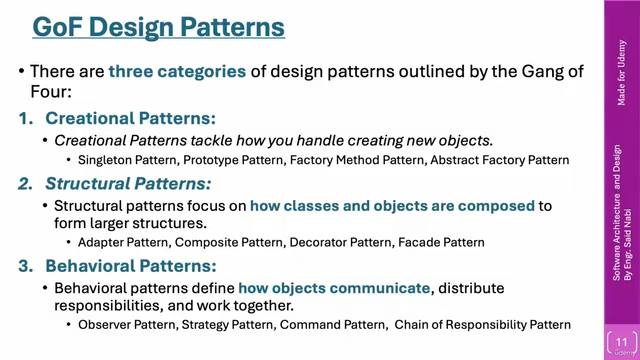 GoF Design Patterns
• There are three categories of design patterns outlined by the Gang of
Four:
1. Creational Patterns:
• Creational Patterns tackle how you handle creating new objects.
• Singleton Pattern, Prototype Pattern, Factory Method Pattern, Abstract Factory Pattern
2. Structural Patterns:
• Structural patterns focus on how classes and objects are composed to
form larger structures.
• Adapter Pattern, Composite Pattern, Decorator Pattern, Facade Pattern
3. Behavioral Patterns:
• Behavioral patterns define how objects communicate, distribute
responsibilities, and work together.
• Observer Pattern, Strategy Pattern, Command Pattern, Chain of Responsibility Pattern
Made for Udemy
Software Architecture and Design
By Engr. Said Nabi
11
Udemy